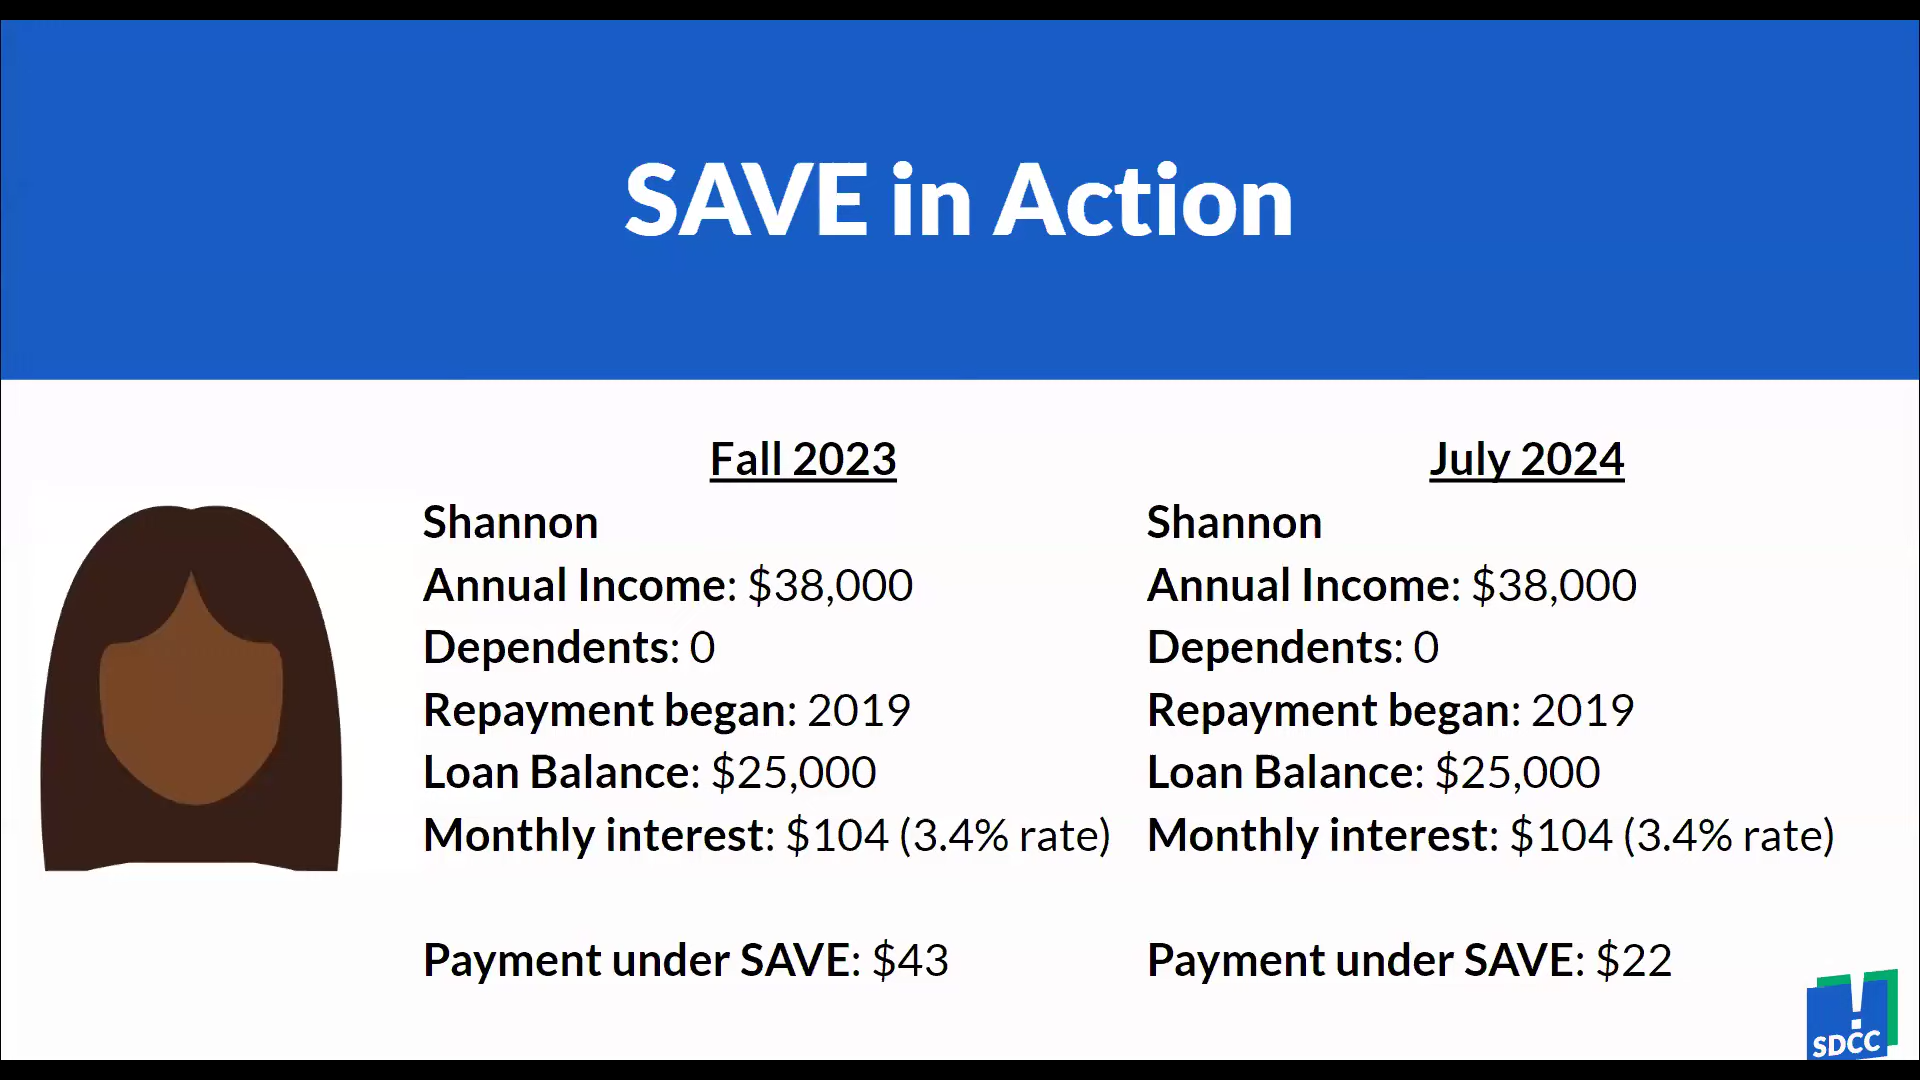 SAVE in Action
Fall 2023
Shannon
Annual Income: $38,000
Dependents: 0
Repayment began: 2019
Loan Balance: $25,000
Monthly interest: $104 (3.4% rate)
Payment under SAVE: $43
July 2024
Shannon
Annual Income: $38,000
Dependents: 0
Repayment began: 2019
Loan Balance: $25,000
Monthly interest: $104 (3.4% rate)
Payment under SAVE: $22
SDCC